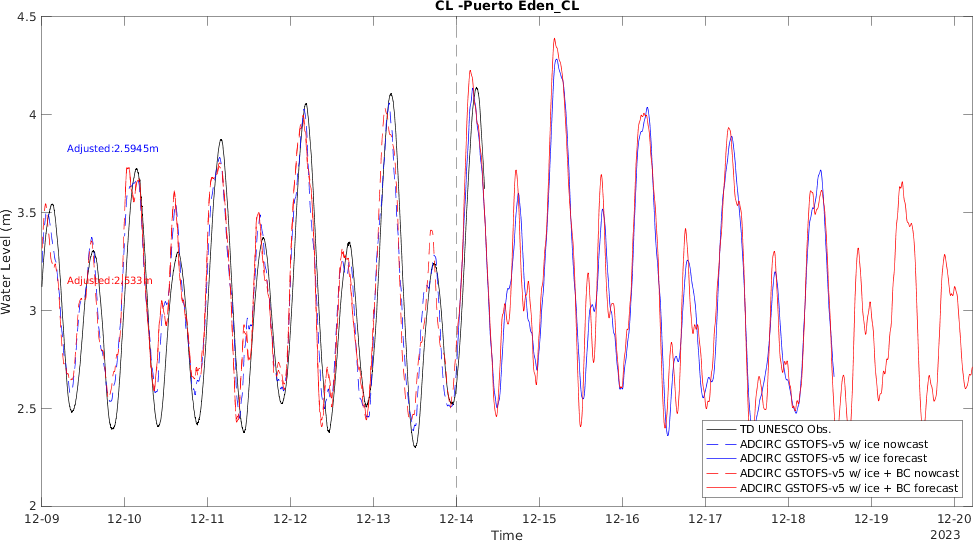 CL -Puerto Eden_CL
4.5
4
3.5
3
2.5
2
Water Level (m)
Adjusted:2.5945m
Adjusted:2.533m
TD UNESCO Obs.
ADCIRC GSTOFS-v5 w/ ice nowcast
ADCIRC GSTOFS-v5 w/ ice forecast
ADCIRC GSTOFS-v5 w/ ice + BC nowcast
ADCIRC GSTOFS-v5 w/ ice + BC forecast
12-09 12-10 12-11 12-12 12-13 12-14 12-15 12-16 12-17 12-18 12-19 12-20
2023
Time